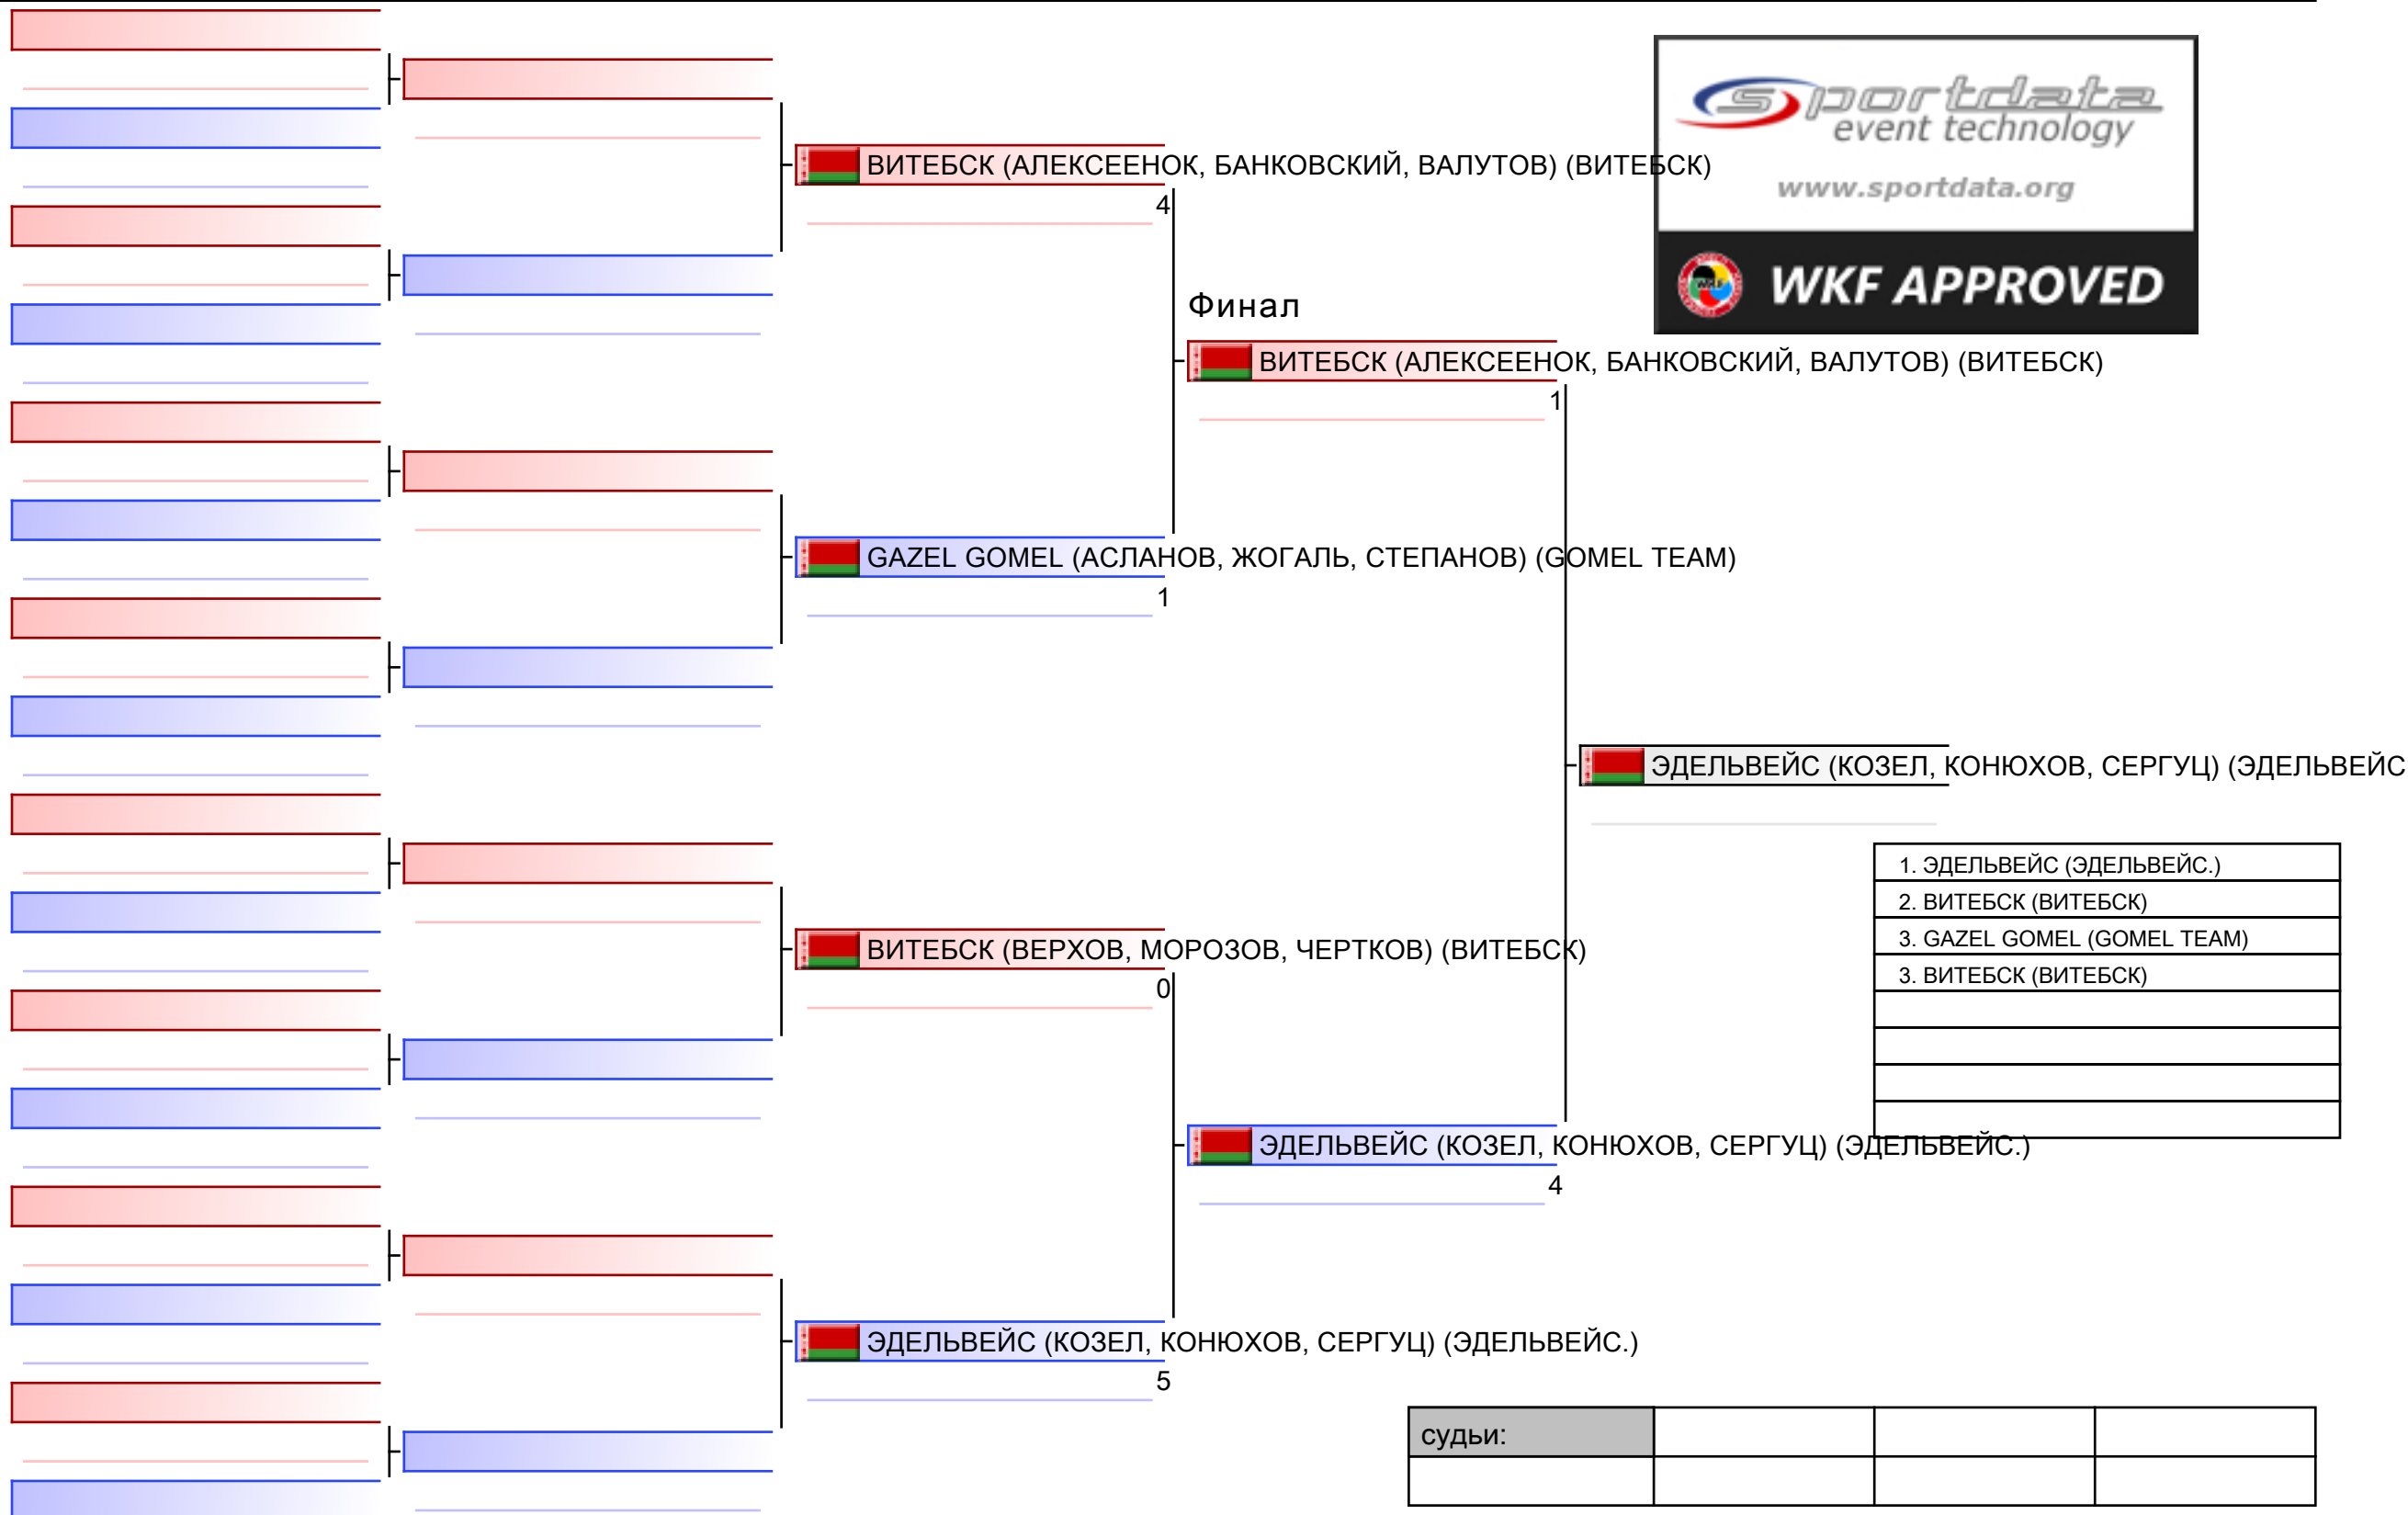 sportdata
event technology
www.sportdata.org
WKF APPROVED
ВИТЕБСК (АЛЕКСЕЕНОК, БАНКОВСКИЙ, ВАЛУТОВ) (ВИТЕБСК)
4
Финал
ВИТЕБСК (АЛЕКСЕЕНОК, БАНКОВСКИЙ, ВАЛУТОВ) (ВИТЕБСК)
1
GAZEL GOMEL (АСЛАНОВ, ЖОГАЛЬ, СТЕПАНОВ) (GOMEL TEAM)
1
ЭДЕЛЬВЕЙС (КОЗЕЛ, КОНЮХОВ, СЕРГУЦ) (ЭДЕЛЬВЕЙС
1. ЭДЕЛЬВЕЙС (ЭДЕЛЬВЕЙС.)
2. ВИТЕБСК (ВИТЕБСК)
3. GAZEL GOMEL (GOMEL TEAM)
3. ВИТЕБСК (ВИТЕБСК)
ВИТЕБСК (ВЕРХОВ, МОРОЗОВ, ЧЕРТКОВ) (ВИТЕБСК)
0
ЭДЕЛЬВЕЙС (КОЗЕЛ, КОНЮХОВ, СЕРГУЦ) (ЭДЕЛЬВЕЙС.)
4
ЭДЕЛЬВЕЙС (КОЗЕЛ, КОНЮХОВ, СЕРГУЦ) (ЭДЕЛЬВЕЙС.)
5
судьи: